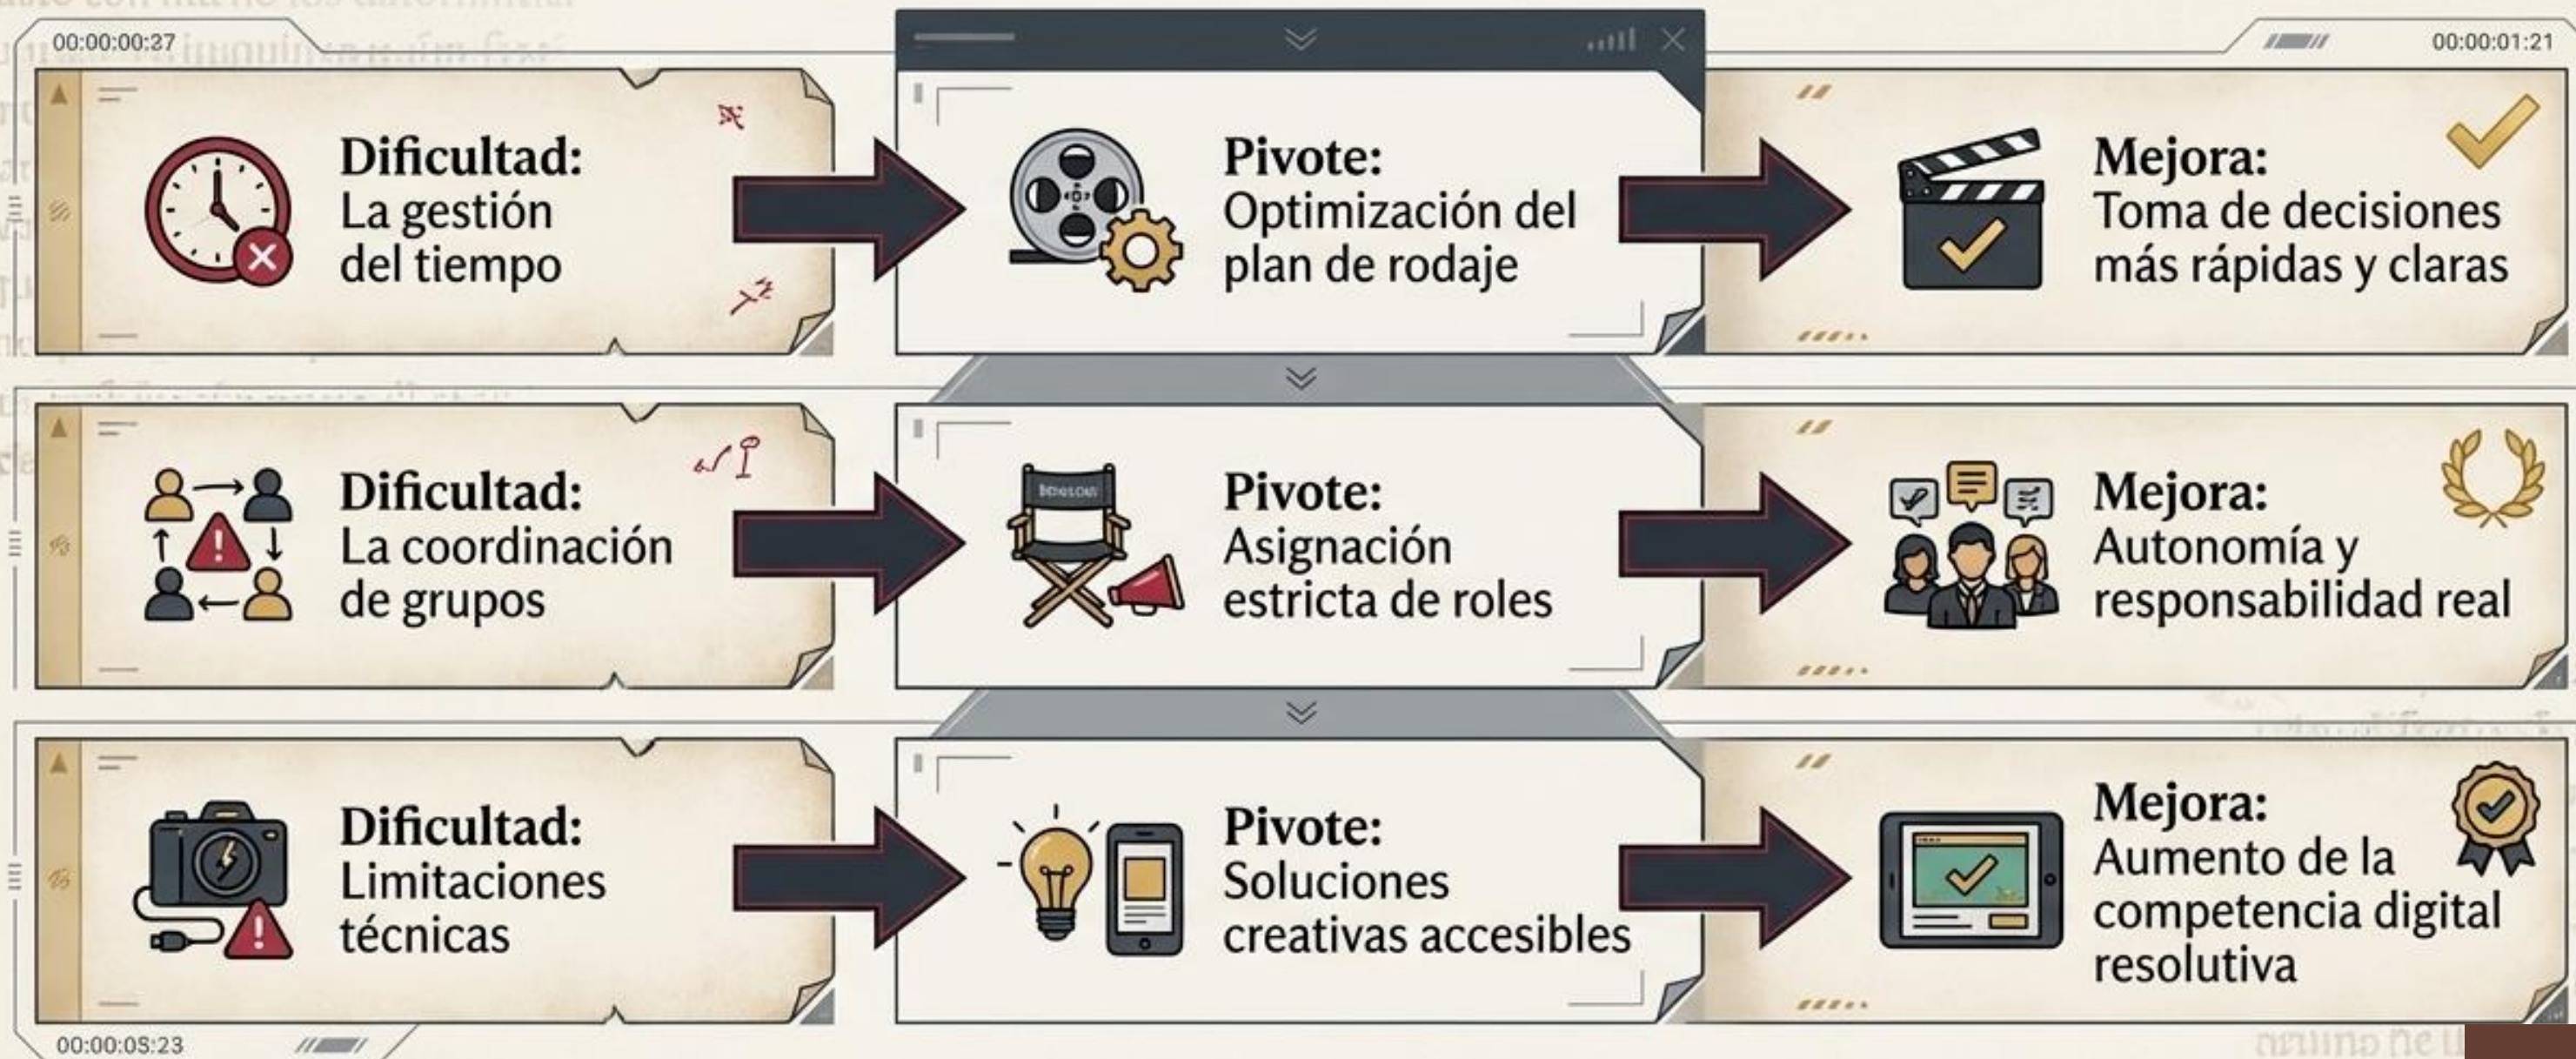 00:00:00:27
00:00:01:21
Dificultad:
La gestión
del tiempo
Pivote:
Optimización del
plan de rodaje
Mejora:
Toma de decisiones
más rápidas y claras
Dificultad:
La coordinación
de grupos
Pivote:
Asignación
estricta de roles
Mejora:
Autonomía y
responsabilidad real
Dificultad:
Limitaciones
técnicas
Pivote:
Soluciones
creativas accesibles
Mejora:
Aumento de la
competencia digital
resolutiva
00:00:05:23